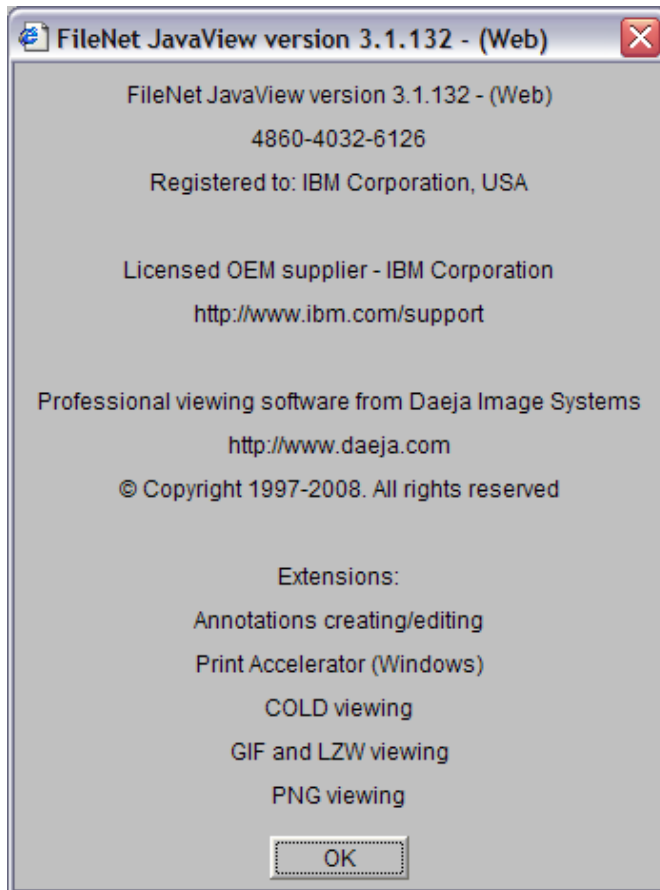 FileNet JavaView version 3.1.132 - (Web)
FileNet JavaView version 3.1.132 - (Web)
4860-4032-6126
Registered to: IBM Corporation, USA
Licensed OEM supplier - IBM Corporation
http://www.ibm.com/support
Professional viewing software from Daeja Image Systems
http://www.daeja.com
© Copyright 1997-2008. All rights reserved
Extensions:
Annotations creating/editing
Print Accelerator (Windows)
COLD viewing
GIF and LZW viewing
PNG viewing
OK